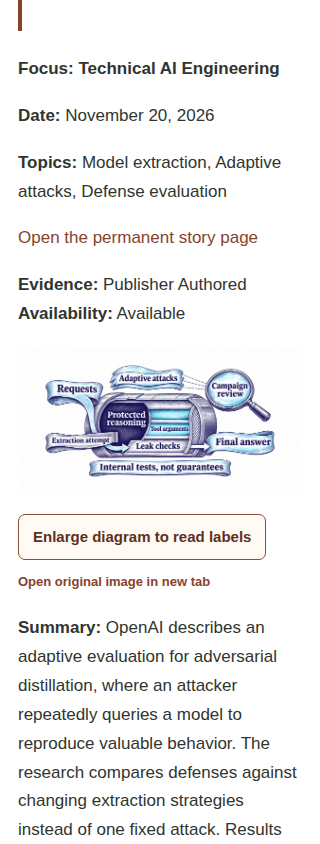 Focus: Technical AI Engineering
Date: November 20, 2026
Topics: Model extraction, Adaptive
attacks, Defense evaluation
Open the permanent story page
Evidence: Publisher Authored
Availability: Available
Adaptive attacks
Requests
Campaign
review
Protected
reasoning
Tool arguments
Extraction attempt
Leak checks
Final answer
Internal tests, not guarantees
Enlarge diagram to read labels
Open original image in new tab
Summary: OpenAI describes an
adaptive evaluation for adversarial
distillation, where an attacker
repeatedly queries a model to
reproduce valuable behavior. The
research compares defenses against
changing extraction strategies
instead of one fixed attack. Results